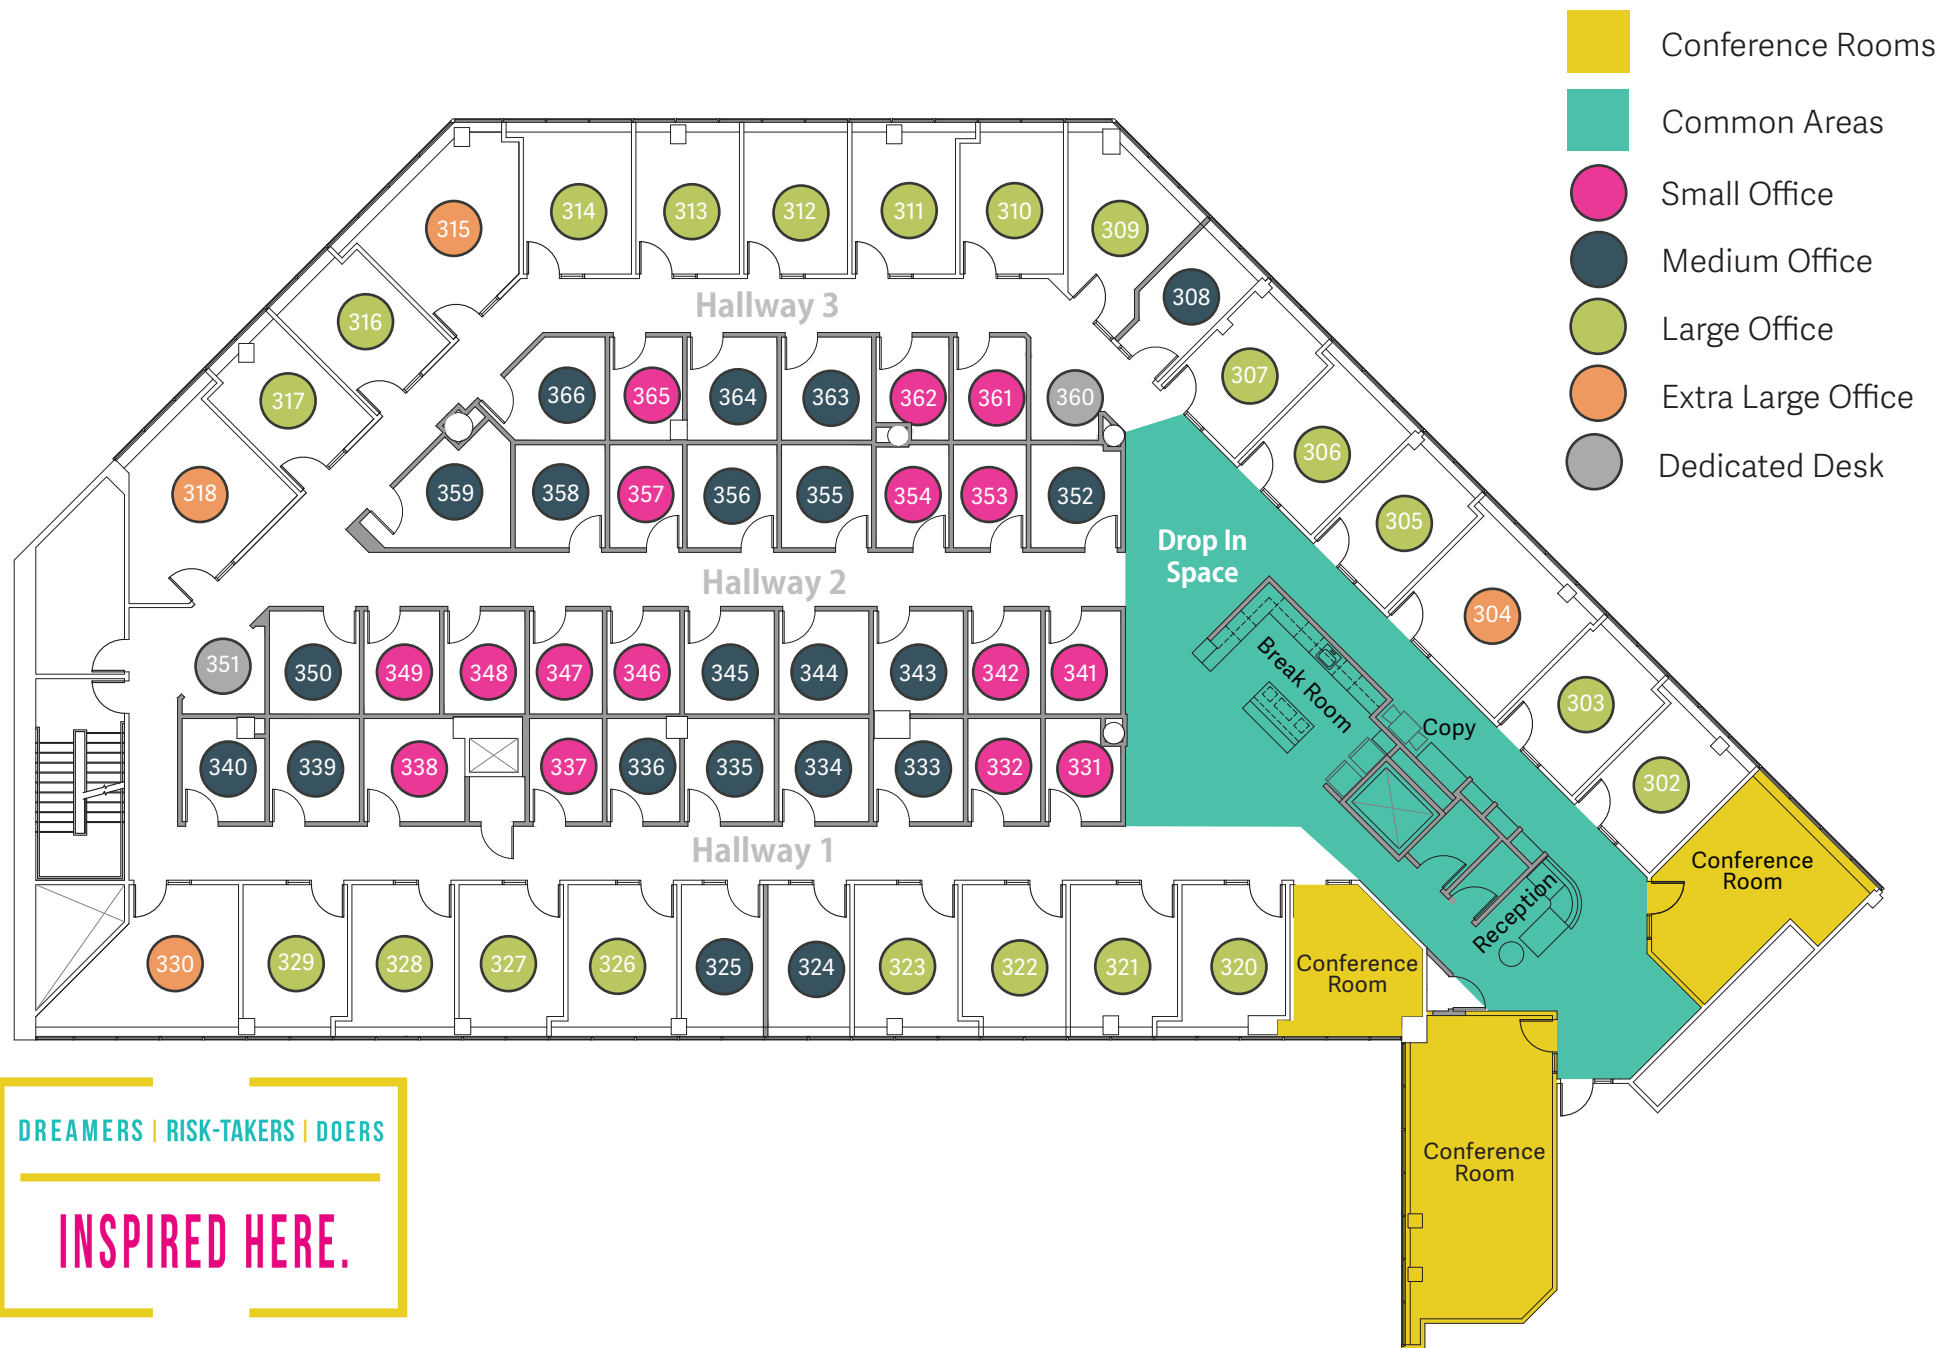 Conference Rooms
Common Areas
Small Office
Medium Office
Large Office
Extra Large Office
Dedicated Desk
315
314
313
312
311
310
309
308
316
307
317
306
318
305
304
303
302
Hallway 3
366
365
364
363
362
361
360
359
358
357
356
355
354
353
352
Hallway 2
Drop In
Space
Break Room
Copy
Reception
351
350
349
348
347
346
345
344
343
342
341
340
339
338
337
336
335
334
333
332
331
Hallway 1
330
329
328
327
326
325
324
323
322
321
320
Conference
Room
Conference
Room
Conference
Room
DREAMERS | RISK-TAKERS | DOERS
INSPIRED HERE.